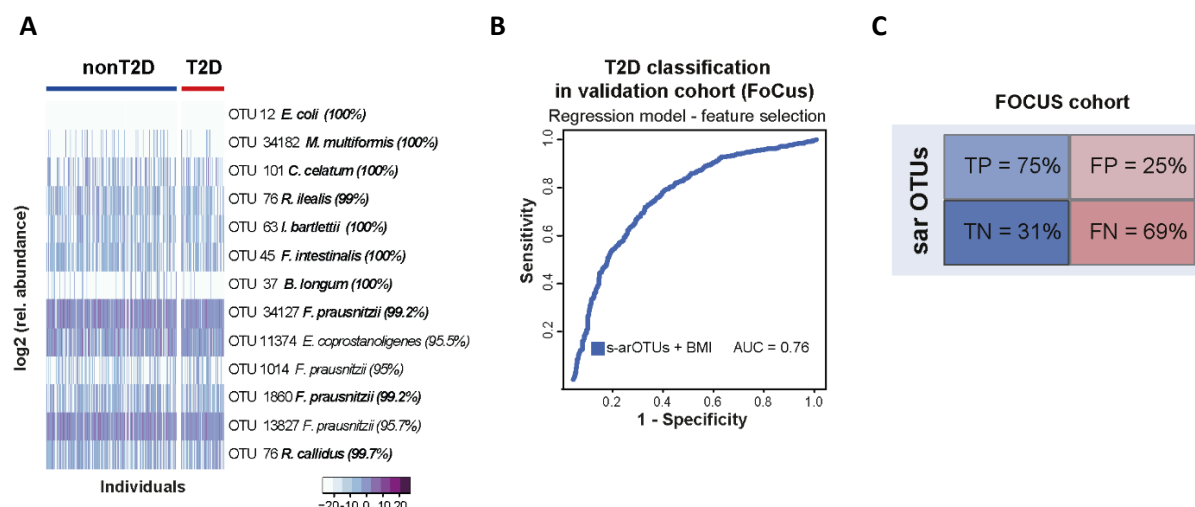 A
nonT2D
T2D
log2 (rel. abundance)
OTU 12 E. coli (100%)
OTU 34182 M. multiformis (100%)
OTU 101 C. celatum (100%)
OTU 76 R. ilealis (99%)
OTU 63 I. bartlettii (100%)
OTU 45 F. intestinalis (100%)
OTU 37 B. longum (100%)
OTU 34127 F. prausnitzii (99.2%)
OTU 11374 E. coprostanoligenes (95.5%)
OTU 1014 F. prausnitzii (95%)
OTU 1860 F. prausnitzii (99.2%)
OTU 13827 F. prausnitzii (95.7%)
OTU 76 R. callidus (99.7%)
Individuals
-20 -10 0 10 20
B
T2D classification
in validation cohort (FoCus)
Regression model - feature selection
Sensitivity
1.0
0.8
0.6
0.4
0.2
s-arOTUs + BMI AUC = 0.76
0.2 0.4 0.6 0.8 1.0
1 - Specificity
C
FOCUS cohort
sar OTUs
TP = 75% FP = 25%
TN = 31% FN = 69%